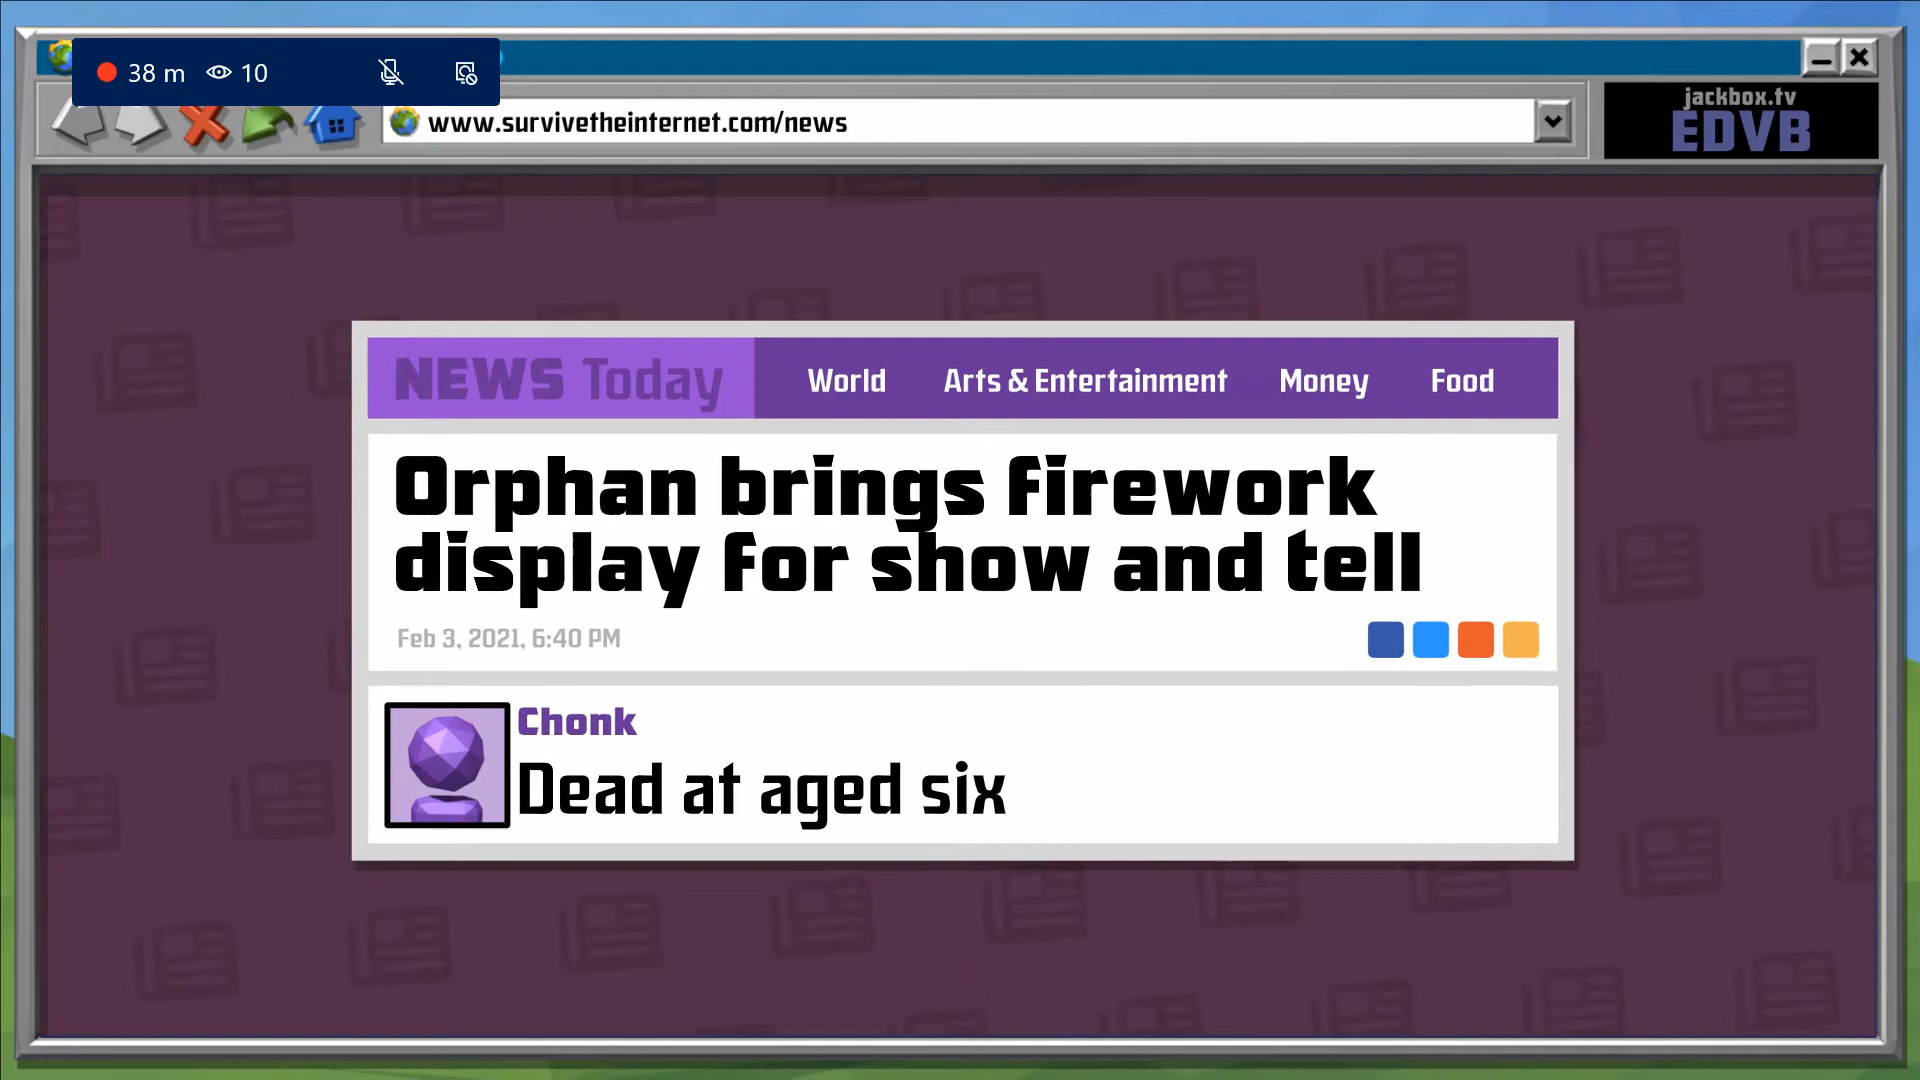 38 m 10
www.survivetheinternet.com/news
jackbox.tv
EDVB
NEWS Today World Arts & Entertainment Money Food
Orphan brings firework
display for show and tell
Feb 3, 2021, 6:40 PM
Chonk
Dead at aged six